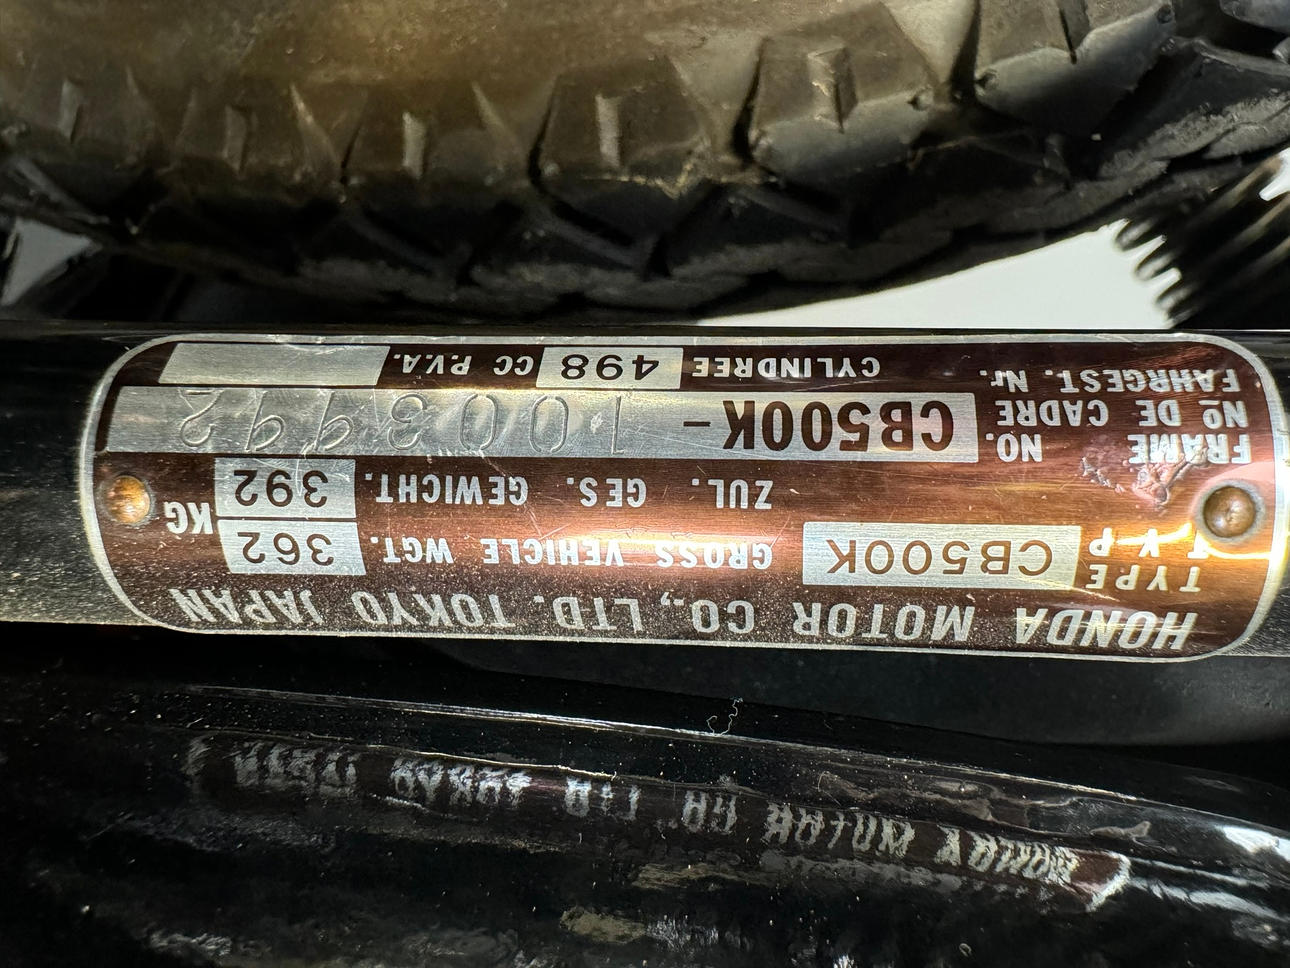 HONDA MOTOR CO., LTD. TOKYO JAPAN
TYPE
TYP
CB500K
GROSS VEHICLE WGT. 362
ZUL. GES. GEWICHT. 392
KG
FRAME NO.
Nº DE CADRE
FAHRGEST. Nr.
CB500K-1003992
CYLINDREE 498 CC P.V.A.